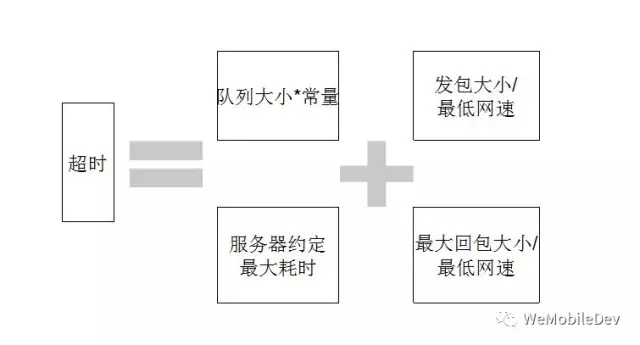 超时
队列大小*常量
发包大小/
最低网速
服务器约定
最大耗时
最大回包大小/
最低网速
WeMobileDev